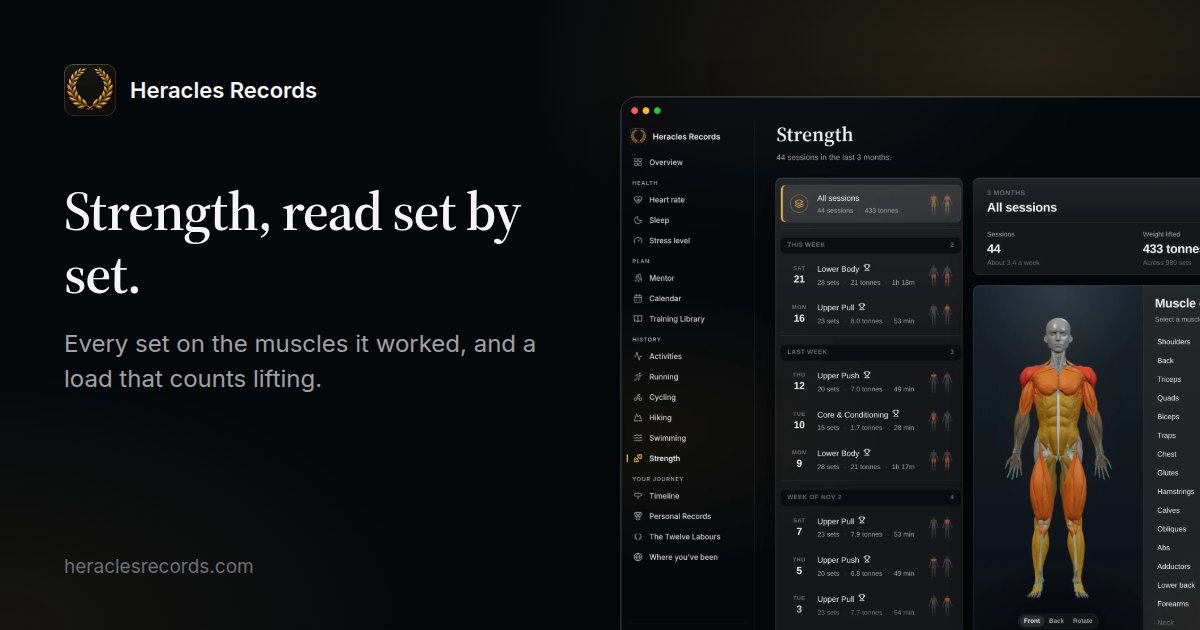 Heracles Records
Strength, read set by
set.
Every set on the muscles it worked, and a
load that counts lifting.
heraclesrecords.com
Heracles Records
Overview
HEALTH
Heart rate
Sleep
Stress level
PLAN
Mentor
Calendar
Training Library
HISTORY
Activities
Running
Cycling
Hiking
Swimming
Strength
YOUR JOURNEY
Timeline
Personal Records
The Twelve Labours
Where you've been
Strength
44 sessions in the last 3 months.
All sessions
44 sessions · 433 tonnes
THIS WEEK 2
SAT
21
Lower Body
28 sets · 21 tonnes · 1h 18m
MON
16
Upper Pull
23 sets · 8.0 tonnes · 53 min
LAST WEEK 3
THU
12
Upper Push
20 sets · 7.0 tonnes · 49 min
TUE
10
Core & Conditioning
15 sets · 1.7 tonnes · 28 min
MON
9
Lower Body
28 sets · 21 tonnes · 1h 17m
WEEK OF NOV 2 4
SAT
7
Upper Pull
23 sets · 7.9 tonnes · 53 min
THU
5
Upper Push
20 sets · 6.8 tonnes · 49 min
TUE
3
Upper Pull
23 sets · 7.7 tonnes · 54 min
3 MONTHS
All sessions
Sessions
44
About 3.4 a week
Weight lifted
433 tonne
Across 980 sets
Muscle
Select a muscl
Shoulders
Back
Triceps
Quads
Biceps
Traps
Chest
Glutes
Hamstrings
Calves
Obliques
Abs
Adductors
Lower back
Forearms
Neck
Front Back Rotate